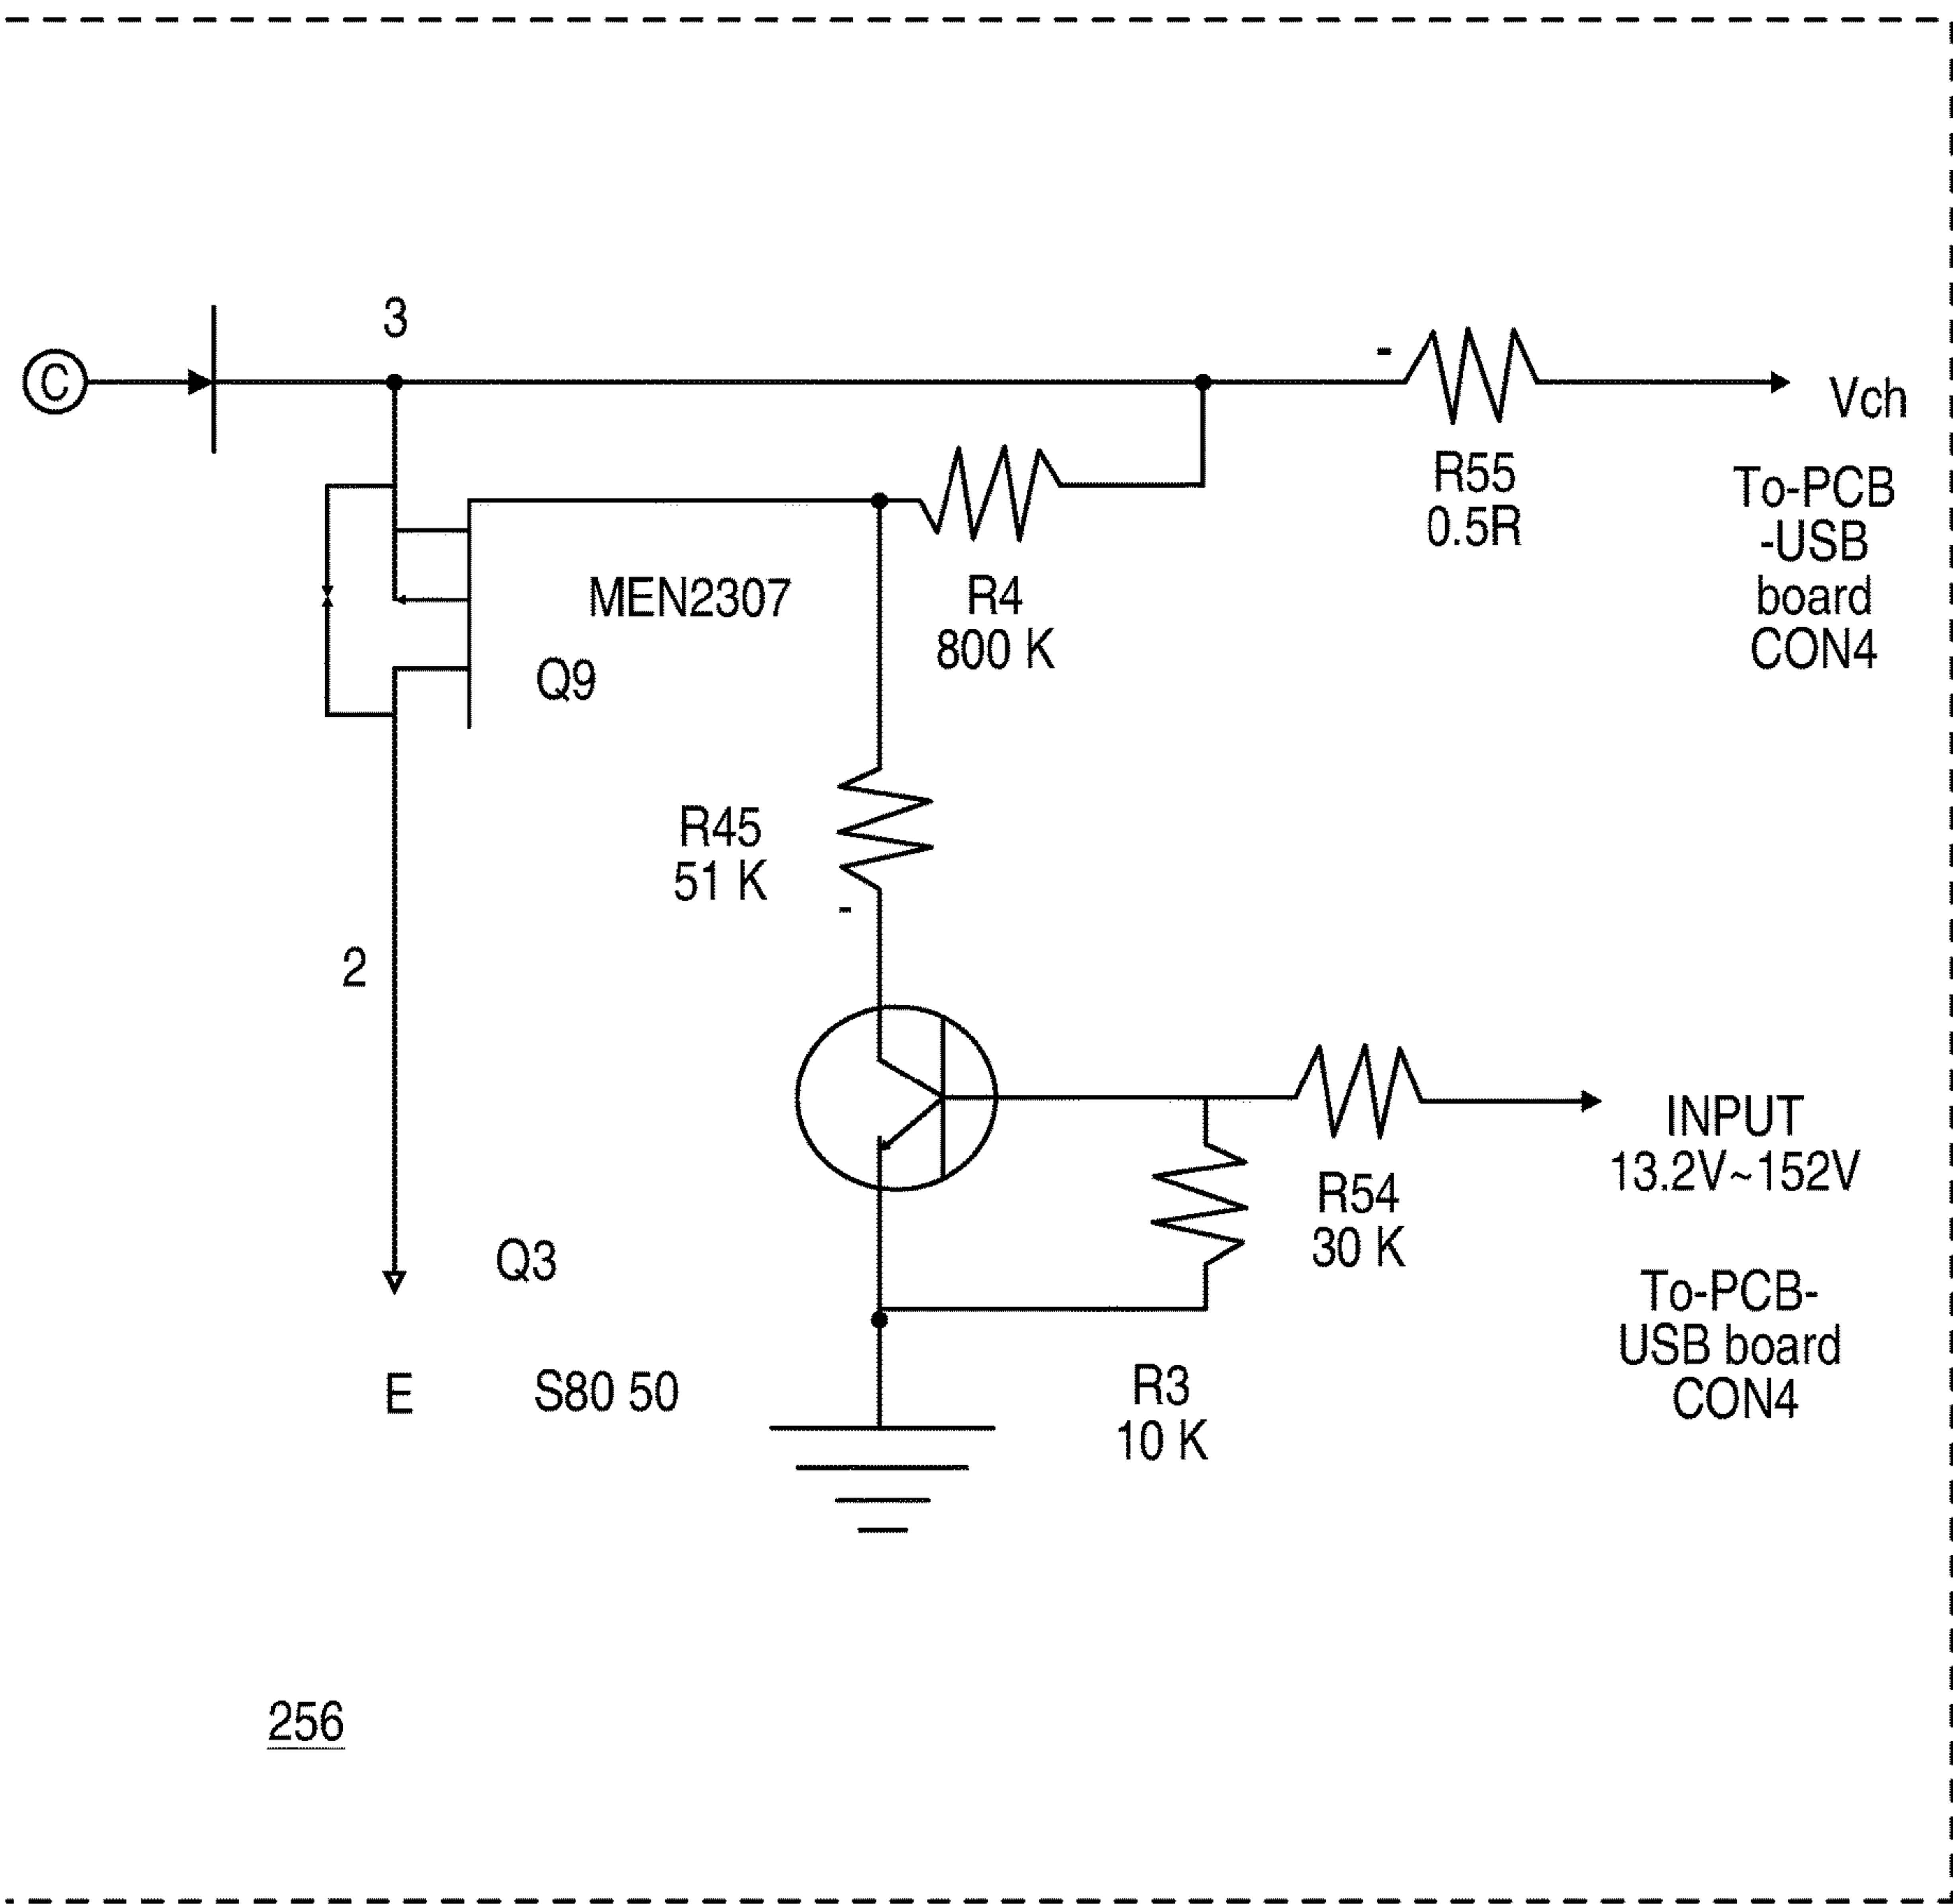 3
C
Vch
R55
0.5R
To-PCB
-USB
board
CON4
MEN2307
R4
800 K
Q9
R45
51 K
2
INPUT
13.2V~152V
R54
30 K
Q3
To-PCB-
USB board
CON4
E
S80 50
R3
10 K
256